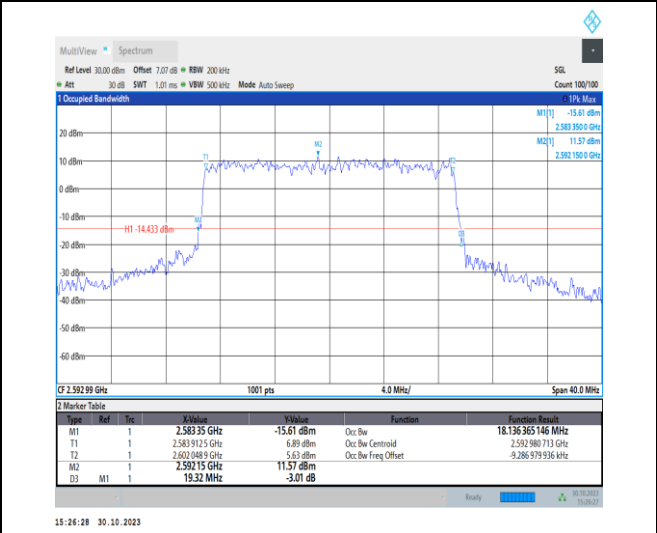 MultiView Spectrum
Ref Level 30.00 dBm Offset 7.07 dB RBW 200 kHz SGL
Att 30 dB SWT 1.01 ms VBW 500 kHz Mode Auto Sweep Count 100/100
1 Occupied Bandwidth 1Pk Max
M1[1] -15.61 dBm
2.583 350 0 GHz
M2[1] 11.57 dBm
2.592 150 0 GHz
20 dBm
M2
T1
T2
10 dBm
0 dBm
-10 dBm
M1
H1 -14.433 dBm
-20 dBm
-30 dBm
-40 dBm
-50 dBm
-60 dBm
CF 2.592 99 GHz 1001 pts 4.0 MHz/ Span 40.0 MHz
2 Marker Table
Type Ref Trc X-Value Y-Value Function Function Result
M1 1 2.58335 GHz -15.61 dBm Occ Bw 18.136 365 146 MHz
T1 1 2.583 912 5 GHz 6.89 dBm Occ Bw Centroid 2.592 980 713 GHz
T2 1 2.602 048 9 GHz 5.63 dBm Occ Bw Freq Offset -9.286 979 936 kHz
M2 1 2.59215 GHz 11.57 dBm
D3 M1 1 19.32 MHz -3.01 dB
Ready 30.10.2023
15:26:27
15:26:28 30.10.2023